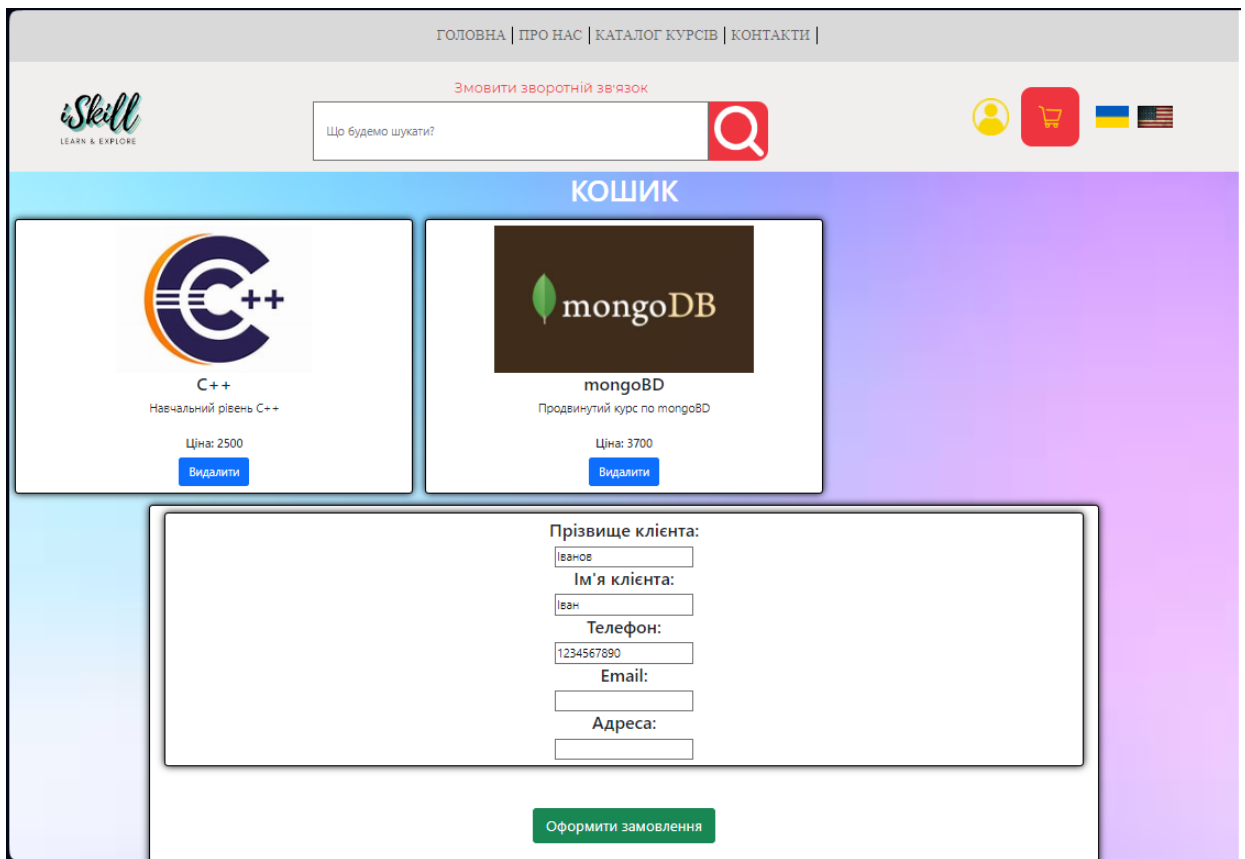 ГОЛОВНА | ПРО НАС | КАТАЛОГ КУРСІВ | КОНТАКТИ |
Змовити зворотній зв'язок
iSkill
LEARN & EXPLORE
Що будемо шукати?
КОШИК
C++
mongoDB
C++
mongoBD
Навчальний рівень C++
Продвинутий курс по mongoBD
Ціна: 2500
Ціна: 3700
Видалити
Видалити
Прізвище клієнта:
Іванов
Ім'я клієнта:
Іван
Телефон:
1234567890
Email:
Адреса:
Оформити замовлення